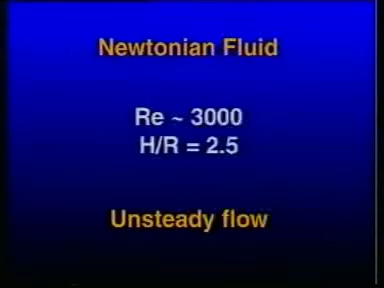 Newtonian Fluid
Re ~ 3000
H/R = 2.5
Unsteady flow